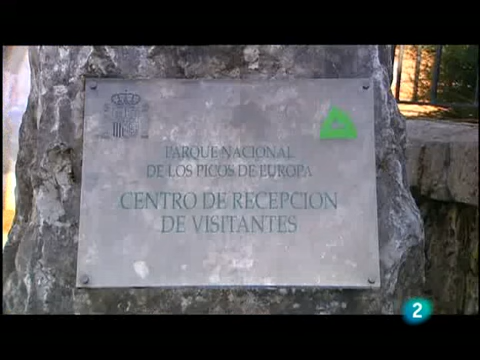 PARQUE NACIONAL
DE LOS PICOS DE EUROPA
CENTRO DE RECEPCION
DE VISITANTES
2